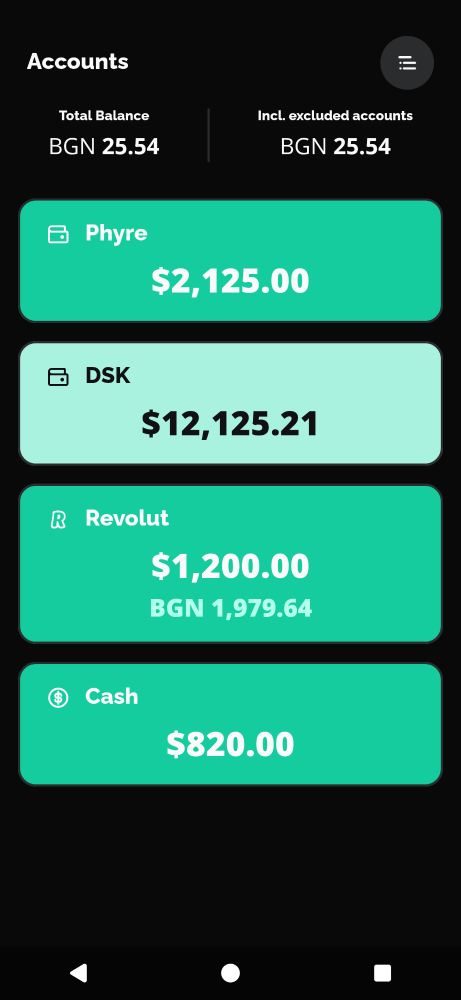 Accounts
Total Balance
BGN 25.54
Incl. excluded accounts
BGN 25.54
Phyre
$2,125.00
DSK
$12,125.21
Revolut
$1,200.00
BGN 1,979.64
Cash
$820.00